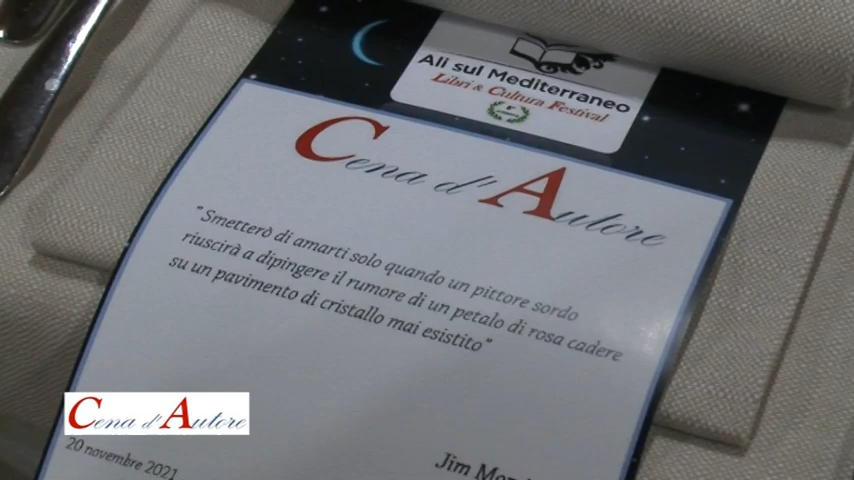 Ali sul Mediterraneo
Libri & Cultura Festival
Cena d'Autore
"Smetterò di amarti solo quando un pittore sordo
riuscirà a dipingere il rumore di un petalo di rosa cadere
su un pavimento di cristallo mai esistito"
Cena d'Autore
20 novembre 2021
Jim